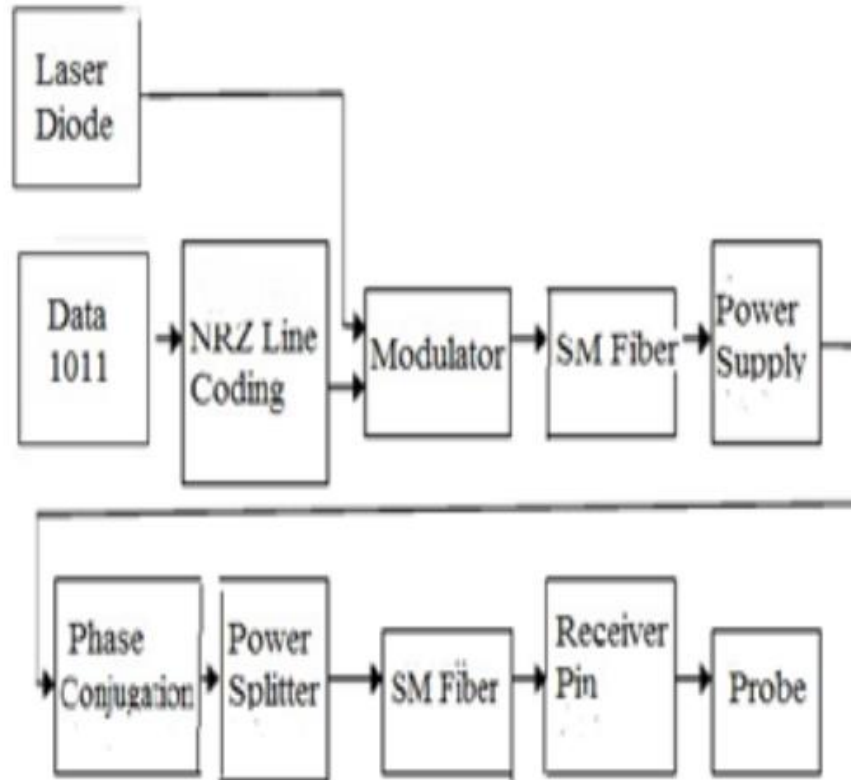 Laser
Diode
Data
1011
NRZ Line
Coding
Modulator
SM Fiber
Power
Supply
Phase
Conjugation
Power
Splitter
SM Fiber
Receiver
Pin
Probe